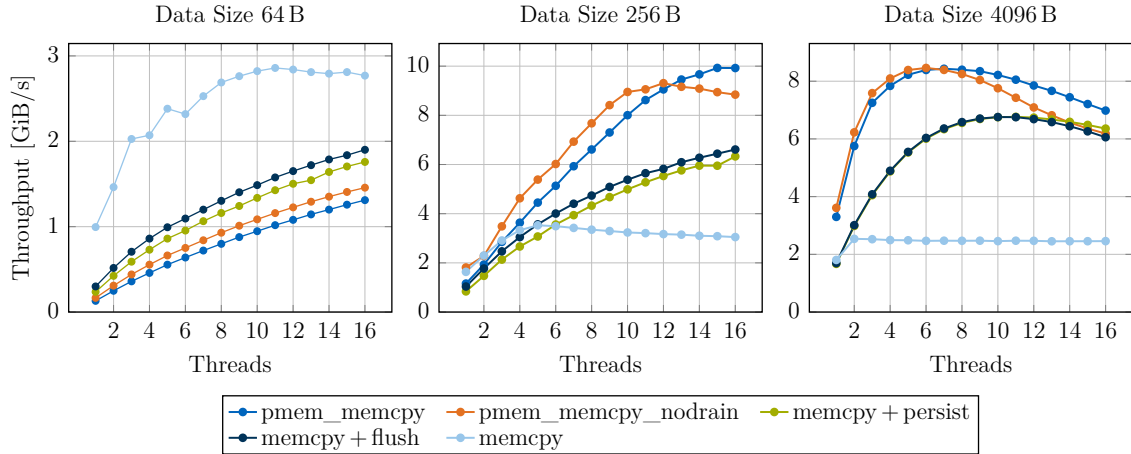 Data Size 64 B
Data Size 256 B
Data Size 4096 B
Throughput [GiB/s]
3
2
1
0
2 4 6 8 10 12 14 16
Threads
10
8
6
4
2
0
2 4 6 8 10 12 14 16
Threads
8
6
4
2
0
2 4 6 8 10 12 14 16
Threads
pmem_memcpy pmem_memcpy_nodrain memcpy + persist
memcpy + flush memcpy